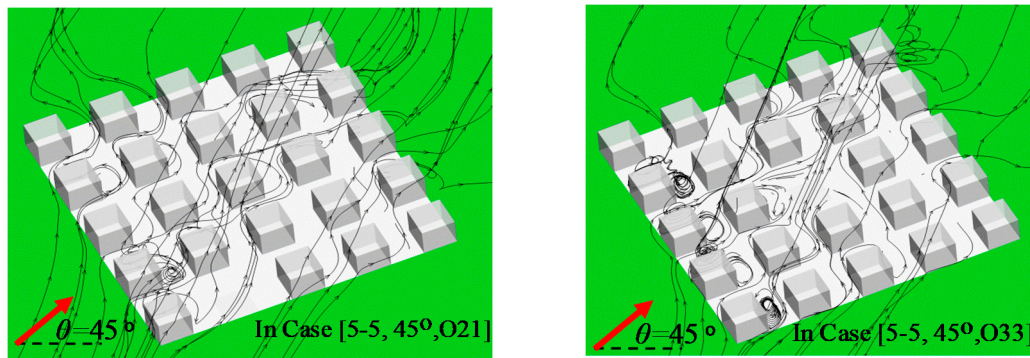 θ=45°
In Case [5-5, 45°,O21]
θ=45°
In Case [5-5, 45°,O33]